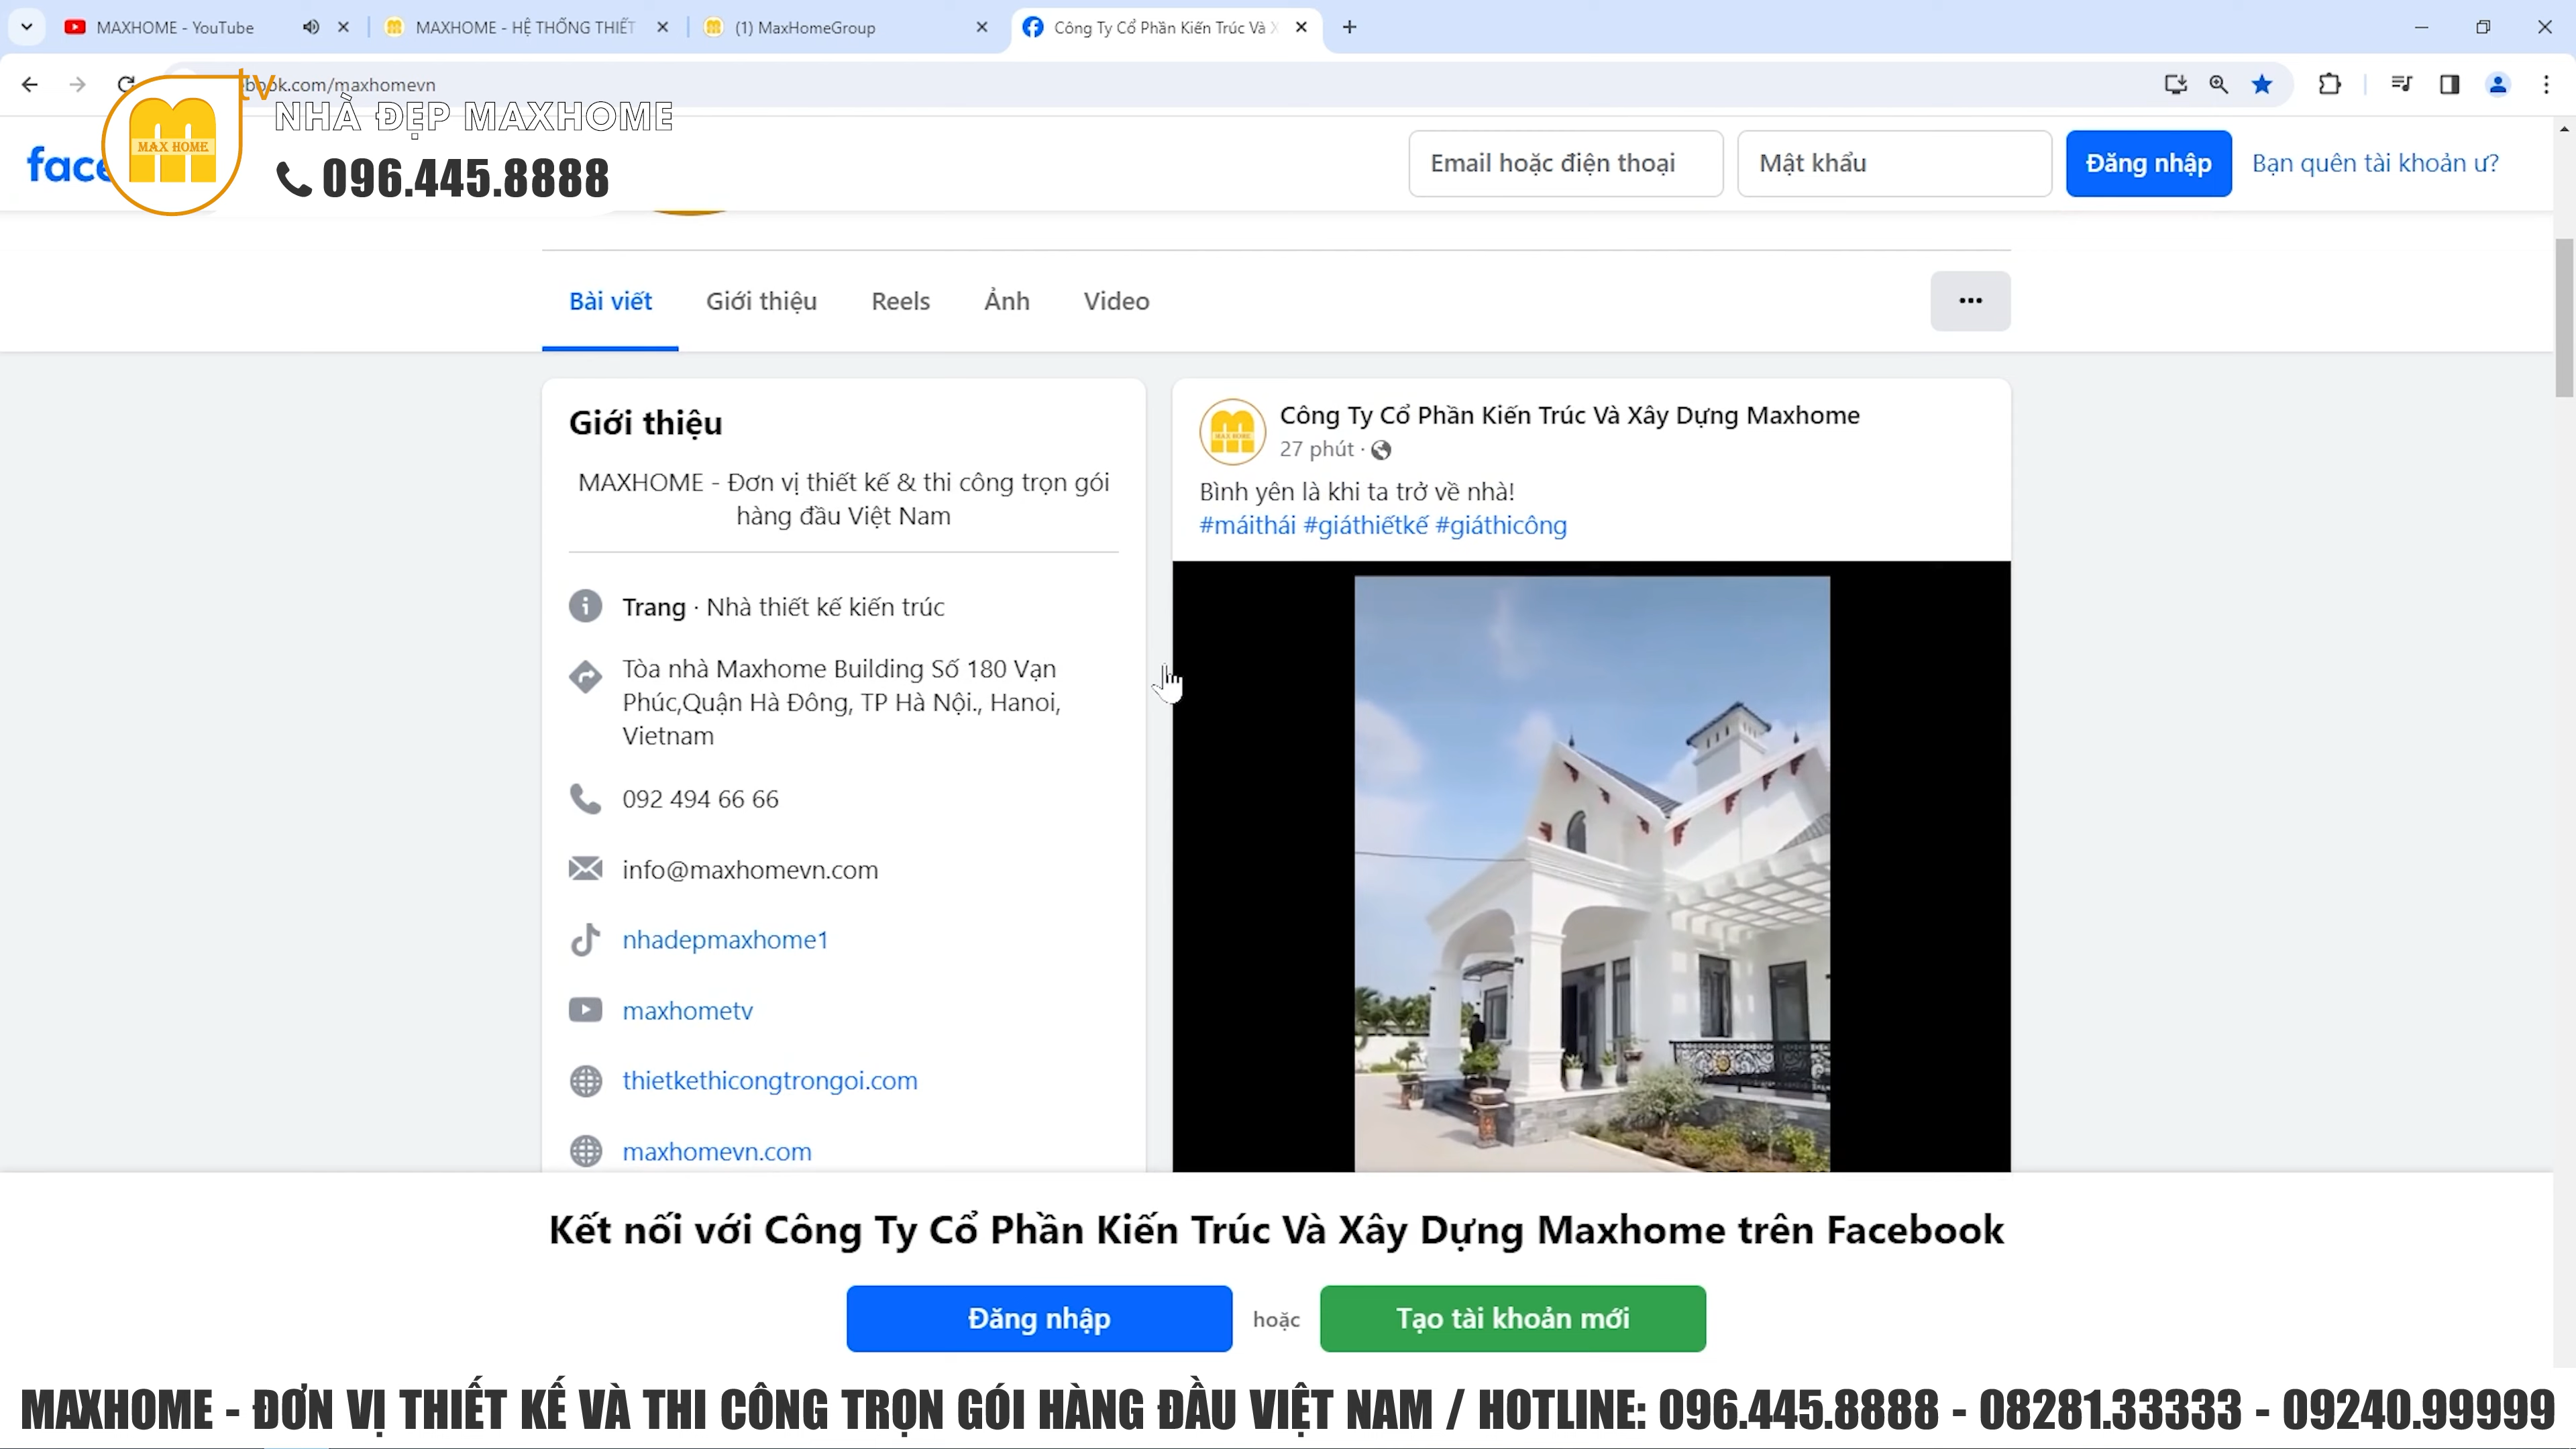 MAXHOME - YouTube
MAXHOME - HỆ THỐNG THIẾT
(1) MaxHomeGroup
Công Ty Cổ Phần Kiến Trúc Và X
book.com/maxhomevn
tv
MAX HOME
NHÀ ĐẸP MAXHOME
096.445.8888
face
Email hoặc điện thoại
Mật khẩu
Đăng nhập
Bạn quên tài khoản ư?
Bài viết
Giới thiệu
Reels
Ảnh
Video
Giới thiệu
MAXHOME - Đơn vị thiết kế & thi công trọn gói
hàng đầu Việt Nam
Trang · Nhà thiết kế kiến trúc
Tòa nhà Maxhome Building Số 180 Vạn
Phúc,Quận Hà Đông, TP Hà Nội., Hanoi,
Vietnam
092 494 66 66
info@maxhomevn.com
nhadepmaxhome1
maxhometv
thietkethicongtrongoi.com
maxhomevn.com
MAX HOME
Công Ty Cổ Phần Kiến Trúc Và Xây Dựng Maxhome
27 phút ·
Bình yên là khi ta trở về nhà!
#máithái #giáthiếtkế #giáthicông
Kết nối với Công Ty Cổ Phần Kiến Trúc Và Xây Dựng Maxhome trên Facebook
Đăng nhập
hoặc
Tạo tài khoản mới
MAXHOME - ĐƠN VỊ THIẾT KẾ VÀ THI CÔNG TRỌN GÓI HÀNG ĐẦU VIỆT NAM / HOTLINE: 096.445.8888 - 08281.33333 - 09240.99999